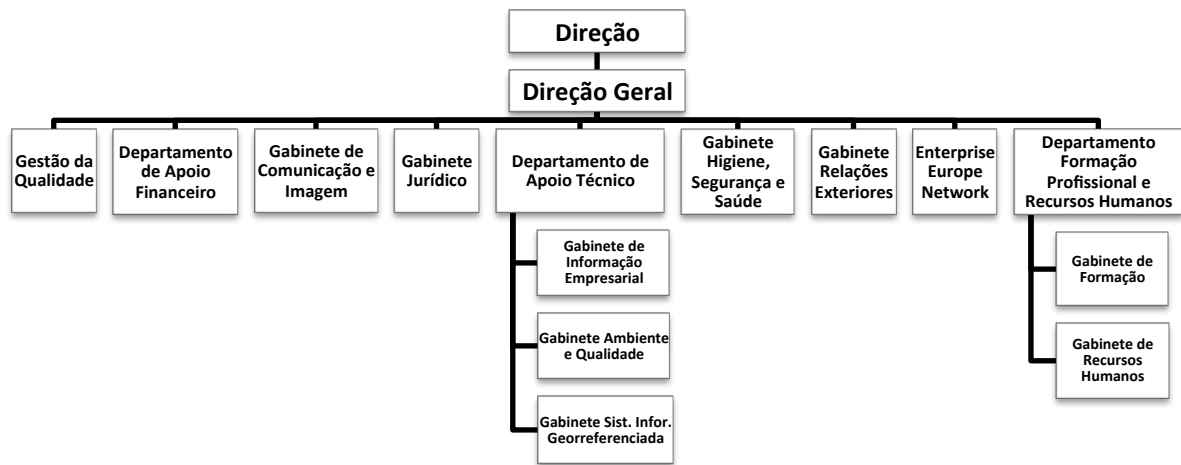 Direção
Direção Geral
Gestão da
Qualidade
Departamento
de Apoio
Financeiro
Gabinete de
Comunicação e
Imagem
Gabinete
Jurídico
Departamento de
Apoio Técnico
Gabinete
Higiene,
Segurança e
Saúde
Gabinete
Relações
Exteriores
Enterprise
Europe
Network
Departamento
Formação
Profissional e
Recursos Humanos
Gabinete de
Informação
Empresarial
Gabinete Ambiente
e Qualidade
Gabinete Sist. Infor.
Georreferenciada
Gabinete de
Formação
Gabinete de
Recursos
Humanos